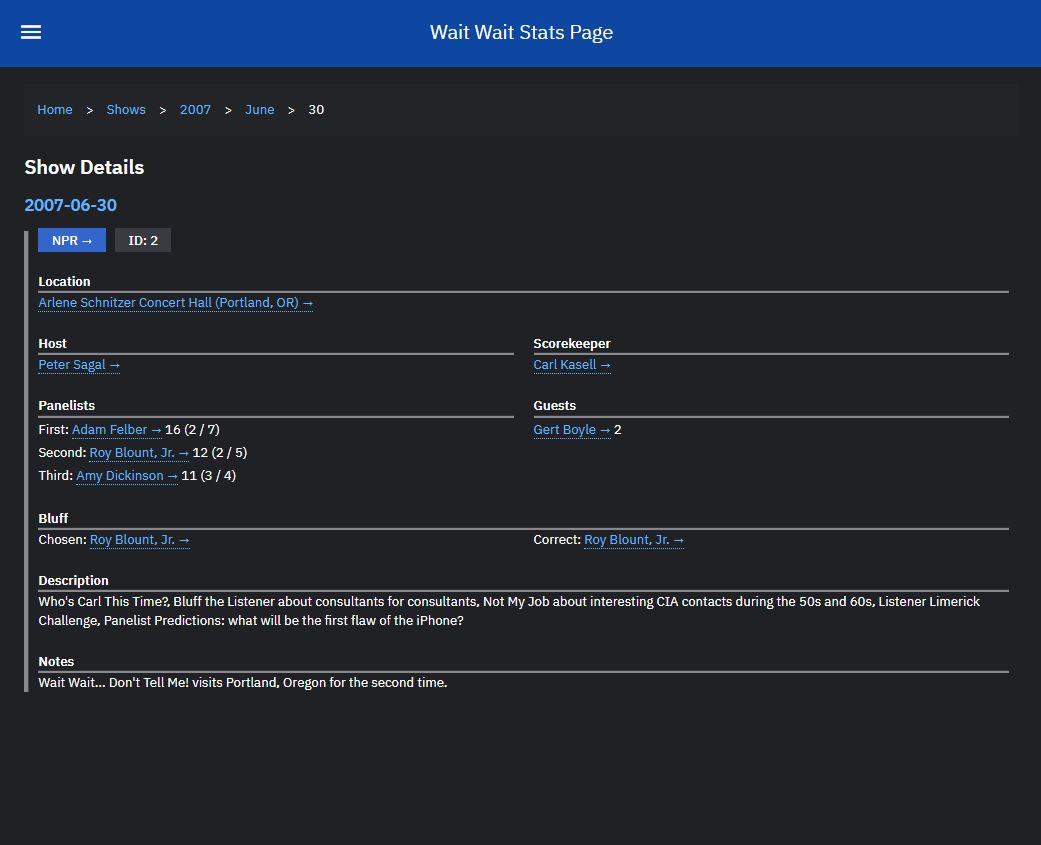 Wait Wait Stats Page
Home > Shows > 2007 > June > 30
Show Details
2007-06-30
NPR → ID: 2
Location
Arlene Schnitzer Concert Hall (Portland, OR) →
Host
Peter Sagal →
Scorekeeper
Carl Kasell →
Panelists
First: Adam Felber → 16 (2 / 7)
Second: Roy Blount, Jr. → 12 (2 / 5)
Third: Amy Dickinson → 11 (3 / 4)
Guests
Gert Boyle → 2
Bluff
Chosen: Roy Blount, Jr. →
Correct: Roy Blount, Jr. →
Description
Who's Carl This Time?, Bluff the Listener about consultants for consultants, Not My Job about interesting CIA contacts during the 50s and 60s, Listener Limerick
Challenge, Panelist Predictions: what will be the first flaw of the iPhone?
Notes
Wait Wait... Don't Tell Me! visits Portland, Oregon for the second time.